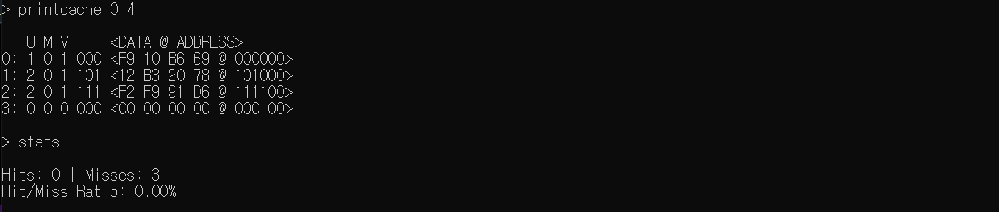 > printcache 0 4
U M V T <DATA @ ADDRESS>
0: 1 0 1 000 <F9 10 B6 69 @ 000000>
1: 2 0 1 101 <12 B3 20 78 @ 101000>
2: 2 0 1 111 <F2 F9 91 D6 @ 111100>
3: 0 0 0 000 <00 00 00 00 @ 000100>
> stats
Hits: 0 | Misses: 3
Hit/Miss Ratio: 0.00%